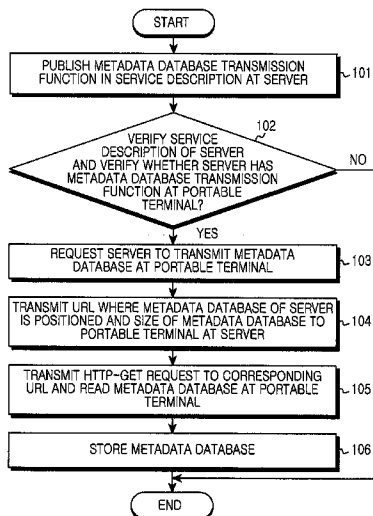 START
PUBLISH METADATA DATABASE TRANSMISSION
FUNCTION IN SERVICE DESCRIPTION AT SERVER
101
102
VERIFY SERVICE
DESCRIPTION OF SERVER
AND VERIFY WHETHER SERVER HAS
METADATA DATABASE TRANSMISSION
FUNCTION AT PORTABLE
TERMINAL?
NO
YES
REQUEST SERVER TO TRANSMIT METADATA
DATABASE AT PORTABLE TERMINAL
103
TRANSMIT URL WHERE METADATA DATABASE OF SERVER
IS POSITIONED AND SIZE OF METADATA DATABASE TO
PORTABLE TERMINAL AT SERVER
104
TRANSMIT HTTP-GET REQUEST TO CORRESPONDING
URL AND READ METADATA DATABASE AT PORTABLE
TERMINAL
105
STORE METADATA DATABASE
106
END